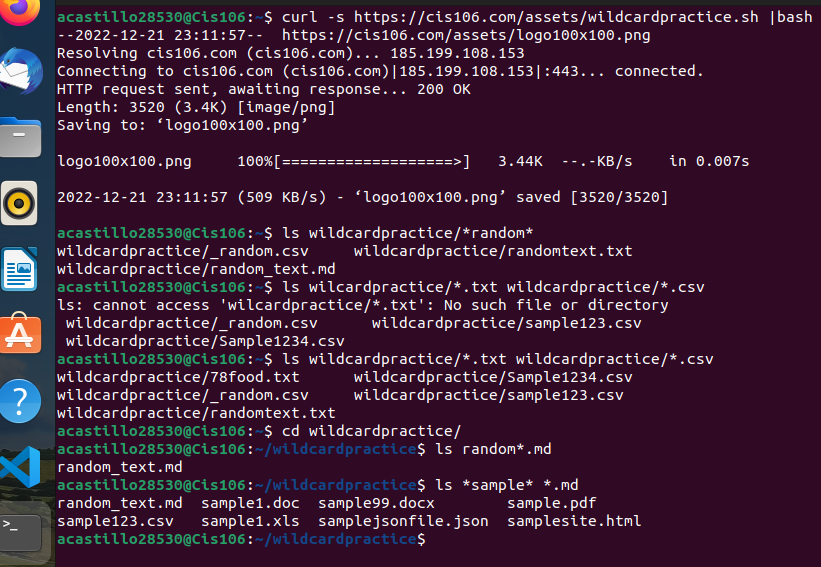 acastillo28530@Cis106:~$ curl -s https://cis106.com/assets/wildcardpractice.sh |bash
--2022-12-21 23:11:57--  https://cis106.com/assets/logo100x100.png
Resolving cis106.com (cis106.com)... 185.199.108.153
Connecting to cis106.com (cis106.com)|185.199.108.153|:443... connected.
HTTP request sent, awaiting response... 200 OK
Length: 3520 (3.4K) [image/png]
Saving to: ‘logo100x100.png’
logo100x100.png     100%[===================>]   3.44K  --.-KB/s    in 0.007s
2022-12-21 23:11:57 (509 KB/s) - ‘logo100x100.png’ saved [3520/3520]
acastillo28530@Cis106:~$ ls wildcardpractice/*random*
wildcardpractice/_random.csv     wildcardpractice/randomtext.txt
wildcardpractice/random_text.md
acastillo28530@Cis106:~$ ls wilcardpractice/*.txt wildcardpractice/*.csv
ls: cannot access 'wilcardpractice/*.txt': No such file or directory
 wildcardpractice/_random.csv      wildcardpractice/sample123.csv
 wildcardpractice/Sample1234.csv
acastillo28530@Cis106:~$ ls wildcardpractice/*.txt wildcardpractice/*.csv
wildcardpractice/78food.txt      wildcardpractice/Sample1234.csv
wildcardpractice/_random.csv     wildcardpractice/sample123.csv
wildcardpractice/randomtext.txt
acastillo28530@Cis106:~$ cd wildcardpractice/
acastillo28530@Cis106:~/wildcardpractice$ ls random*.md
random_text.md
acastillo28530@Cis106:~/wildcardpractice$ ls *sample* *.md
random_text.md  sample1.doc  sample99.docx        sample.pdf
sample123.csv   sample1.xls  samplejsonfile.json  samplesite.html
acastillo28530@Cis106:~/wildcardpractice$